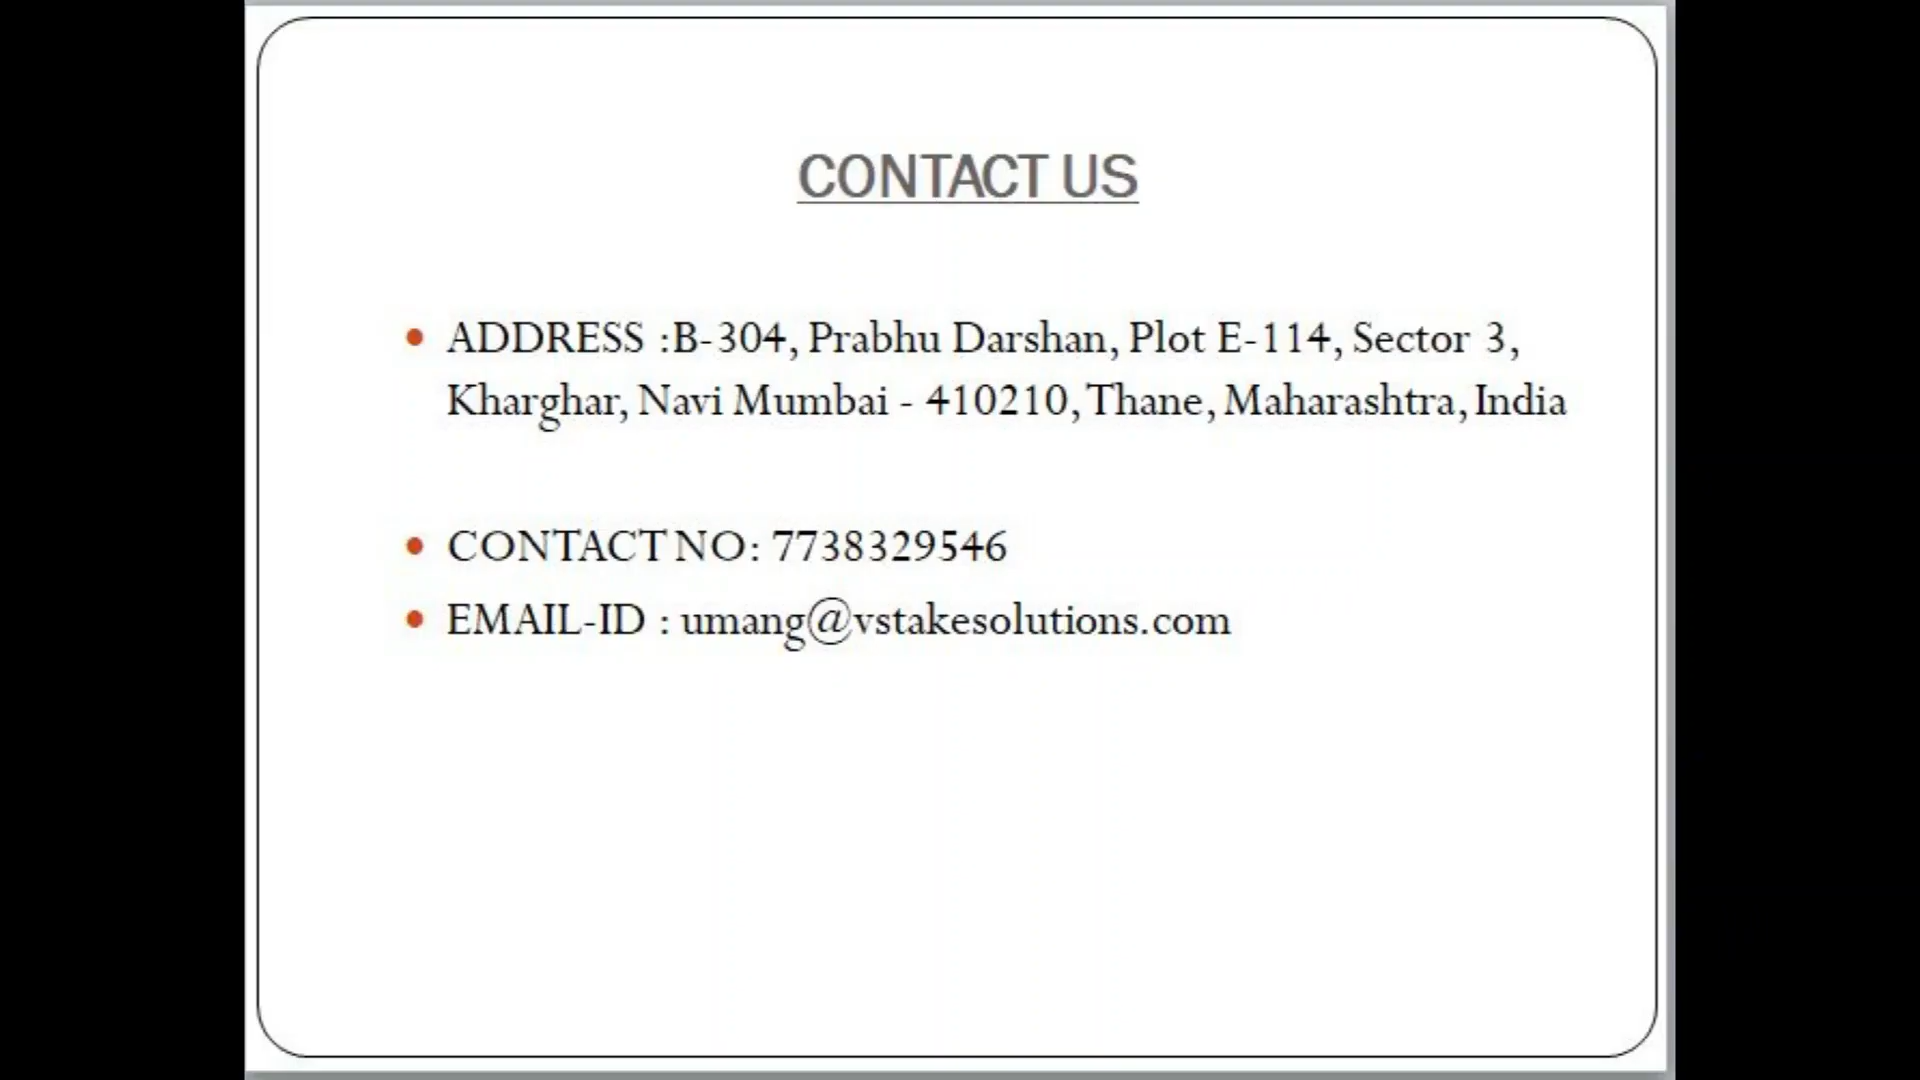 CONTACT US
• ADDRESS :B-304, Prabhu Darshan, Plot E-114, Sector 3,
Kharghar, Navi Mumbai - 410210, Thane, Maharashtra, India
• CONTACT NO: 7738329546
• EMAIL-ID : umang@vstakesolutions.com